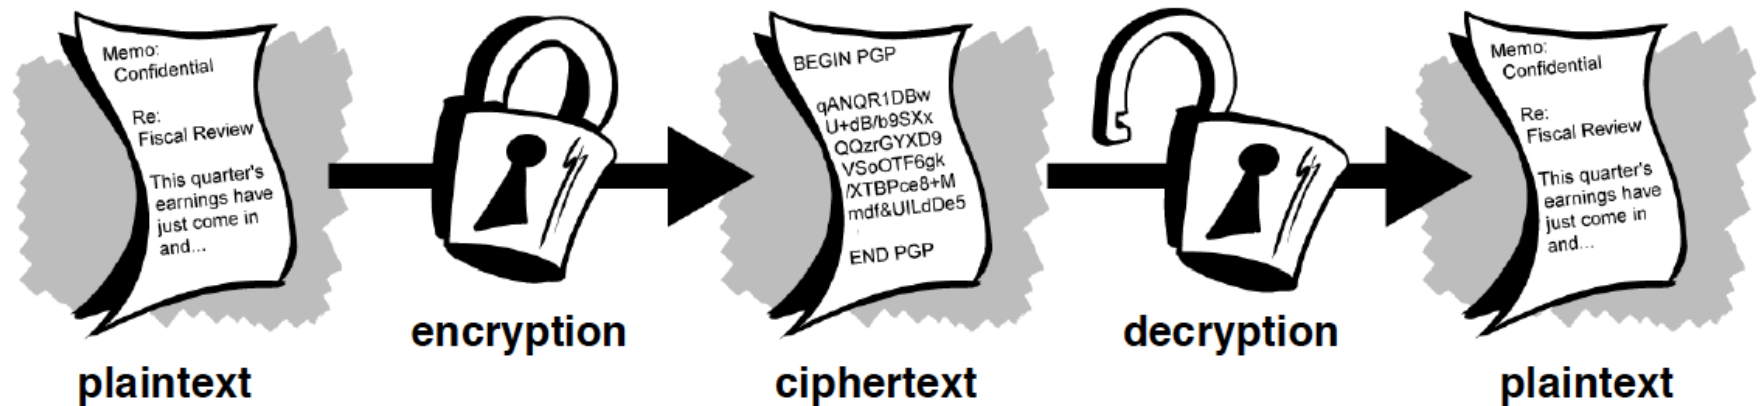 Memo:
Confidential
Re:
Fiscal Review
This quarter's
earnings have
just come in
and...
plaintext
encryption
BEGIN PGP
qANQR1DBw
U+dB/b9SXx
QQzrGYXD9
VSoOTF6gk
/XTBPce8+M
mdf&UILdDe5
END PGP
ciphertext
decryption
Memo:
Confidential
Re:
Fiscal Review
This quarter's
earnings have
just come in
and...
plaintext